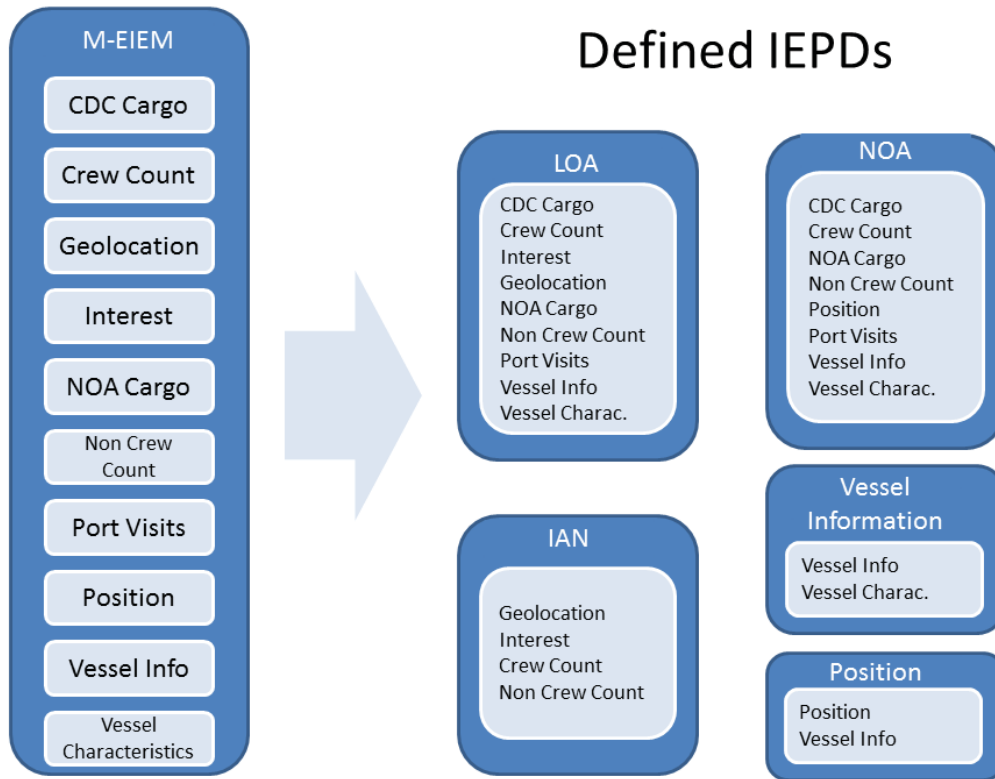 M-EIEM
CDC Cargo
Crew Count
Geolocation
Interest
NOA Cargo
Non Crew
Count
Port Visits
Position
Vessel Info
Vessel
Characteristics
Defined IEPDs
LOA
CDC Cargo
Crew Count
Interest
Geolocation
NOA Cargo
Non Crew Count
Port Visits
Vessel Info
Vessel Charac.
NOA
CDC Cargo
Crew Count
NOA Cargo
Non Crew Count
Position
Port Visits
Vessel Info
Vessel Charac.
IAN
Geolocation
Interest
Crew Count
Non Crew Count
Vessel
Information
Vessel Info
Vessel Charac.
Position
Position
Vessel Info